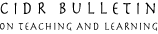 CIDR BULLETIN
ON TEACHING AND LEARNING